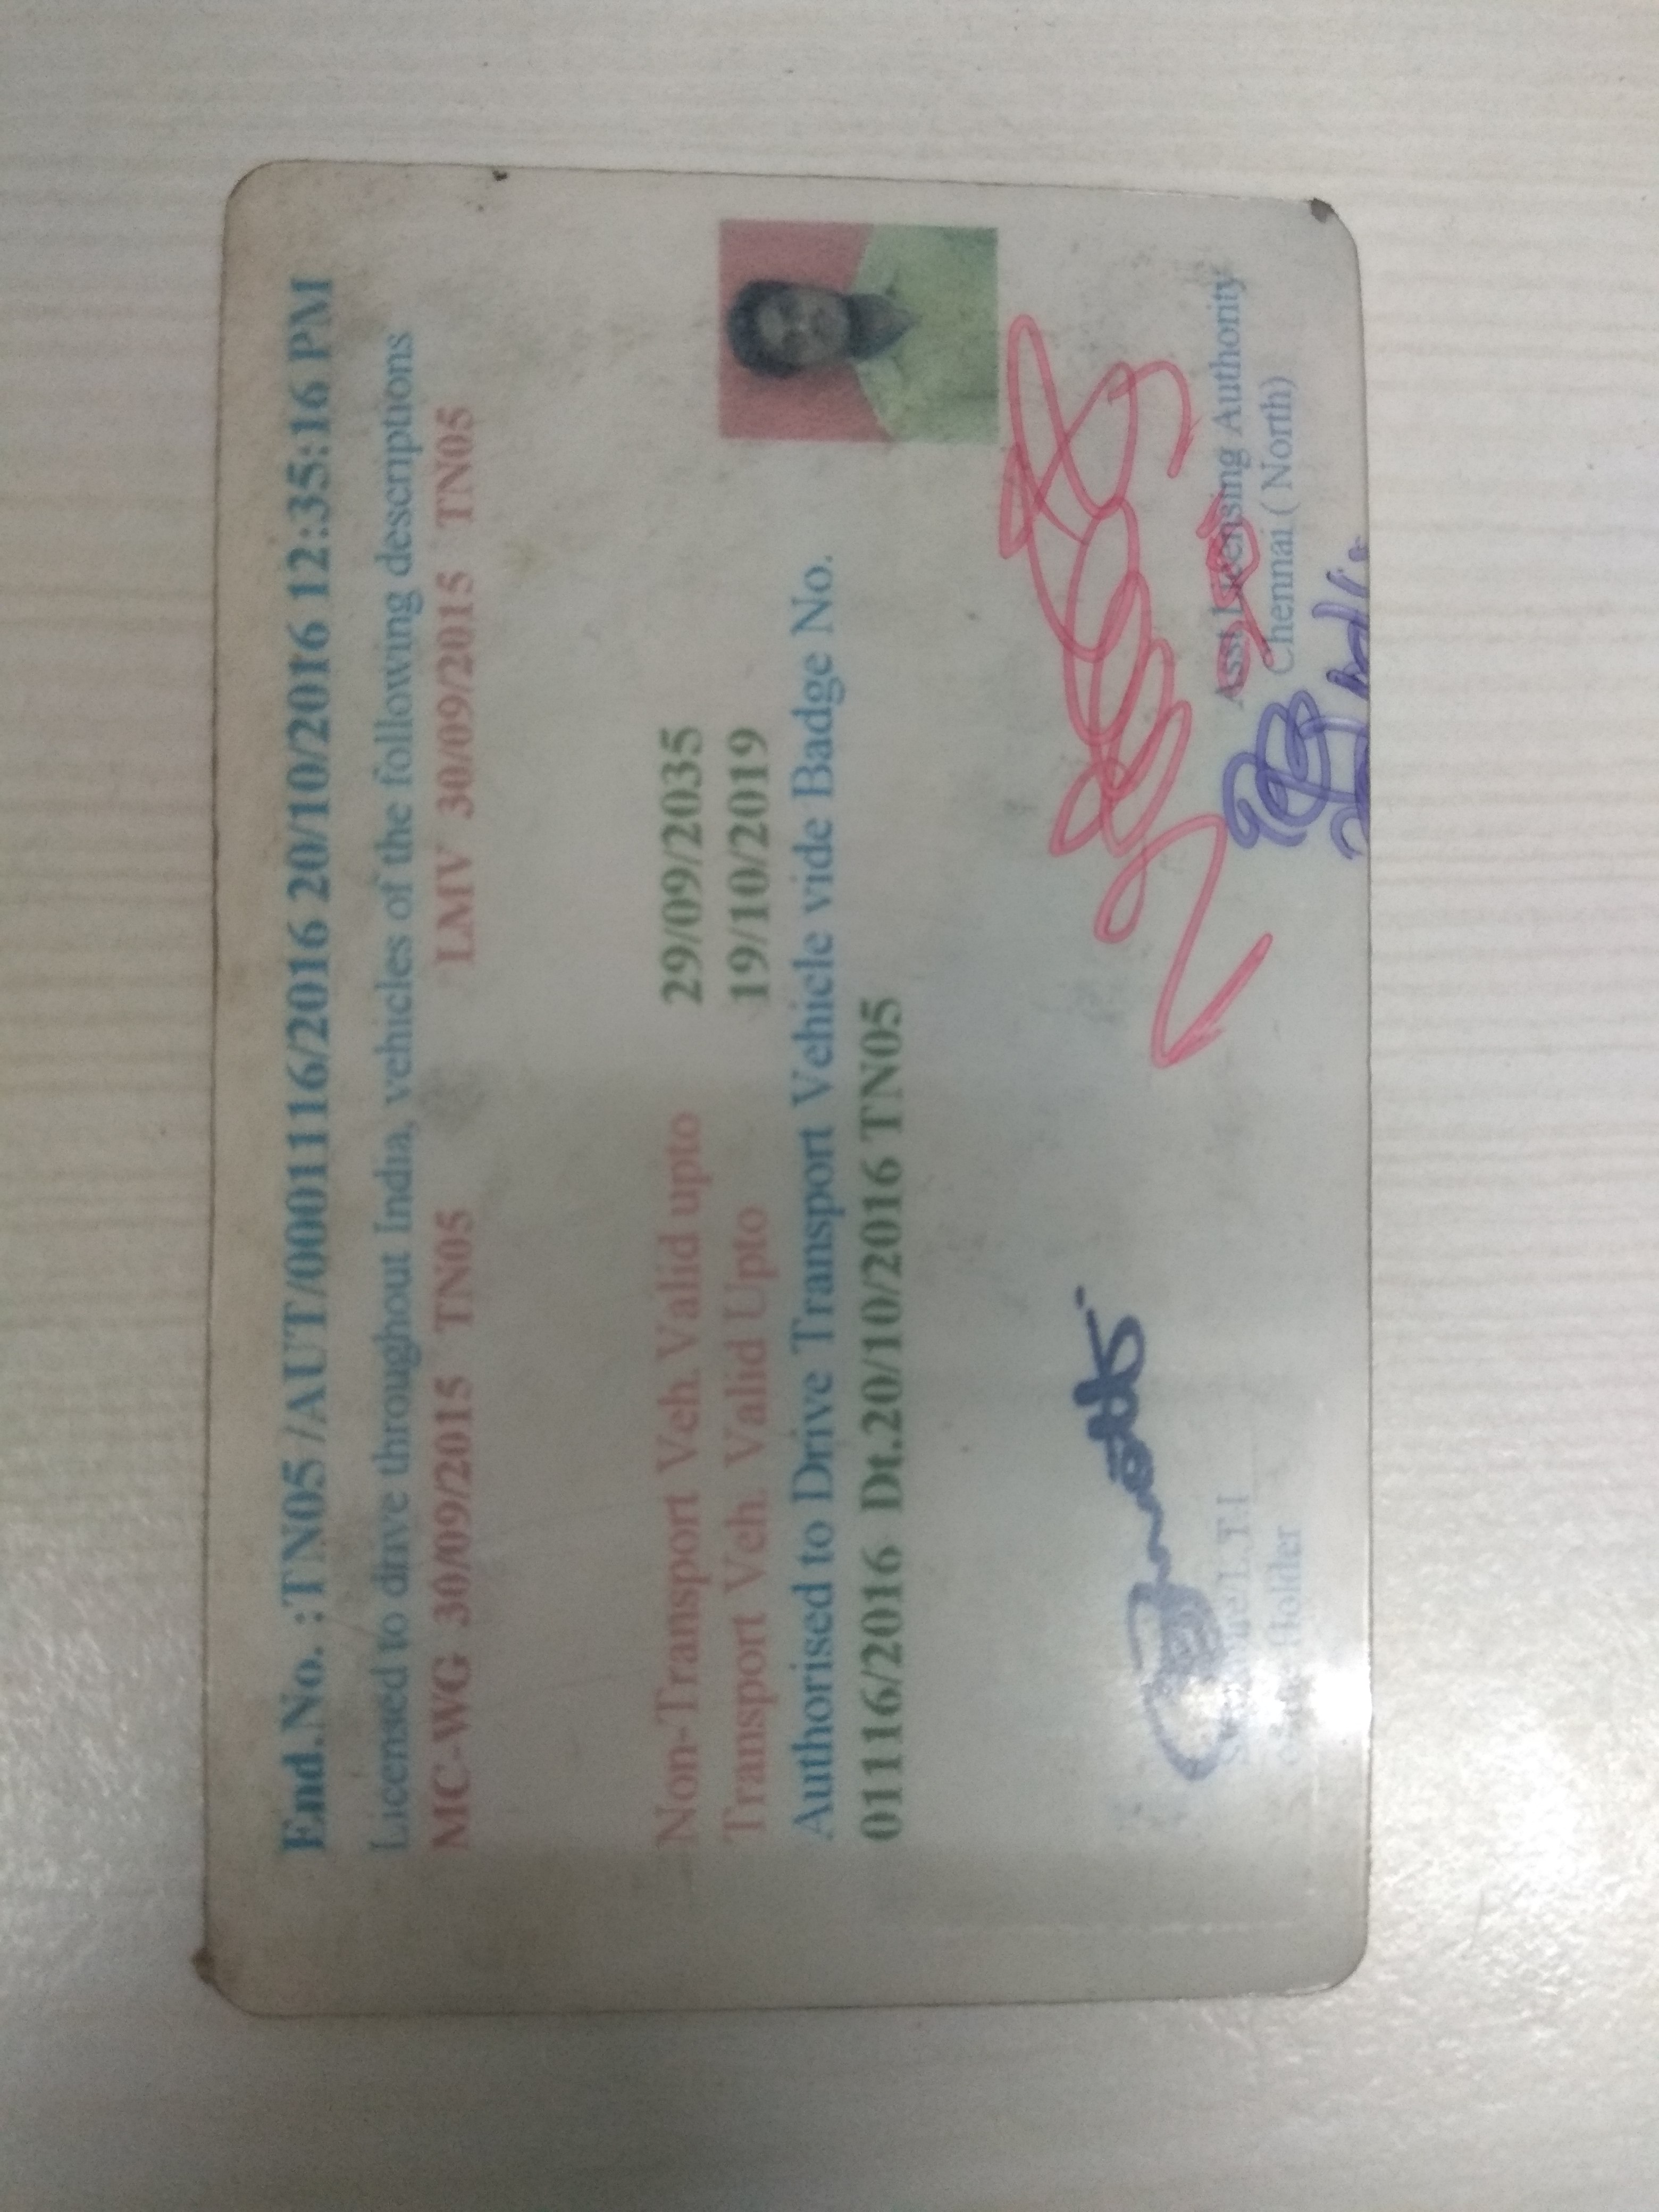 End.No. :TN05 /AUT/0001116/2016 20/10/2016 12:35:16 PM
Licensed to drive throughout India, vehicles of the following descriptions
MC-WG 30/09/2015 TN05 LMV 30/09/2015 TN05
Non-Transport Veh. Valid upto 29/09/2035
Transport Veh. Valid Upto 19/10/2019
Authorised to Drive Transport Vehicle vide Badge No.
01116/2016 Dt.20/10/2016 TN05
Asst Licensing Authority
Chennai ( North)
Holder